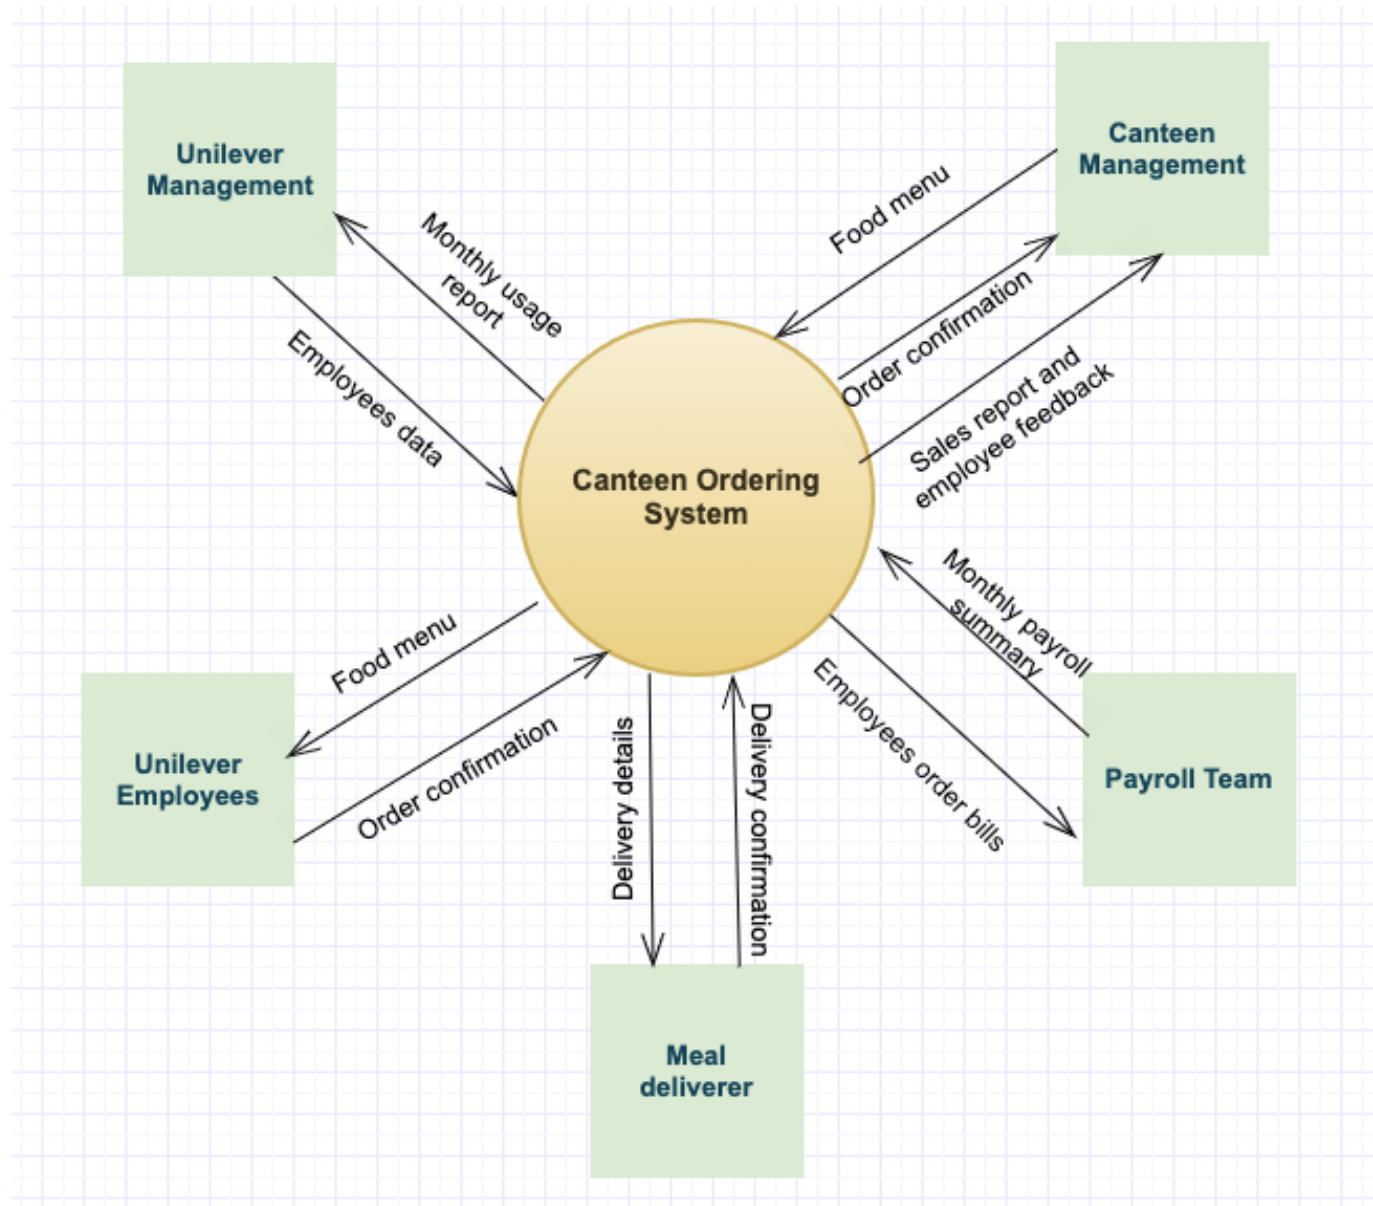 Unilever
Management
Canteen
Management
Food menu
Monthly usage
report
Order confirmation
Employees data
Sales report and
employee feedback
Canteen Ordering
System
Monthly payroll
summary
Food menu
Employees order bills
Order confirmation
Delivery details
Delivery confirmation
Unilever
Employees
Payroll Team
Meal
deliverer